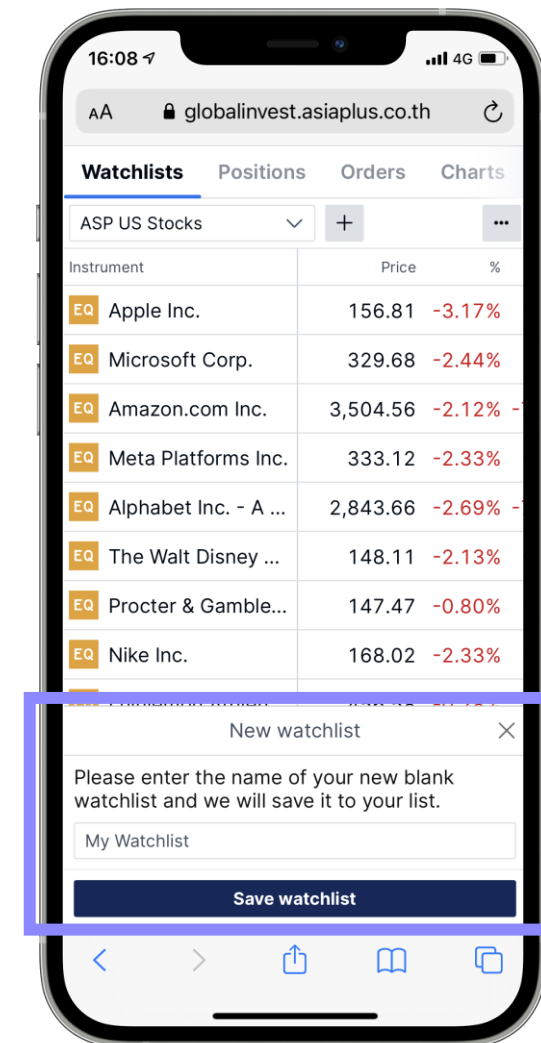 16:08 4G
AA globalinvest.asiaplus.co.th
Watchlists Positions Orders Charts
ASP US Stocks + ...
Instrument Price %
EQ Apple Inc. 156.81 -3.17%
EQ Microsoft Corp. 329.68 -2.44%
EQ Amazon.com Inc. 3,504.56 -2.12%
EQ Meta Platforms Inc. 333.12 -2.33%
EQ Alphabet Inc. - A ... 2,843.66 -2.69%
EQ The Walt Disney ... 148.11 -2.13%
EQ Procter & Gamble... 147.47 -0.80%
EQ Nike Inc. 168.02 -2.33%
New watchlist
Please enter the name of your new blank
watchlist and we will save it to your list.
My Watchlist
Save watchlist